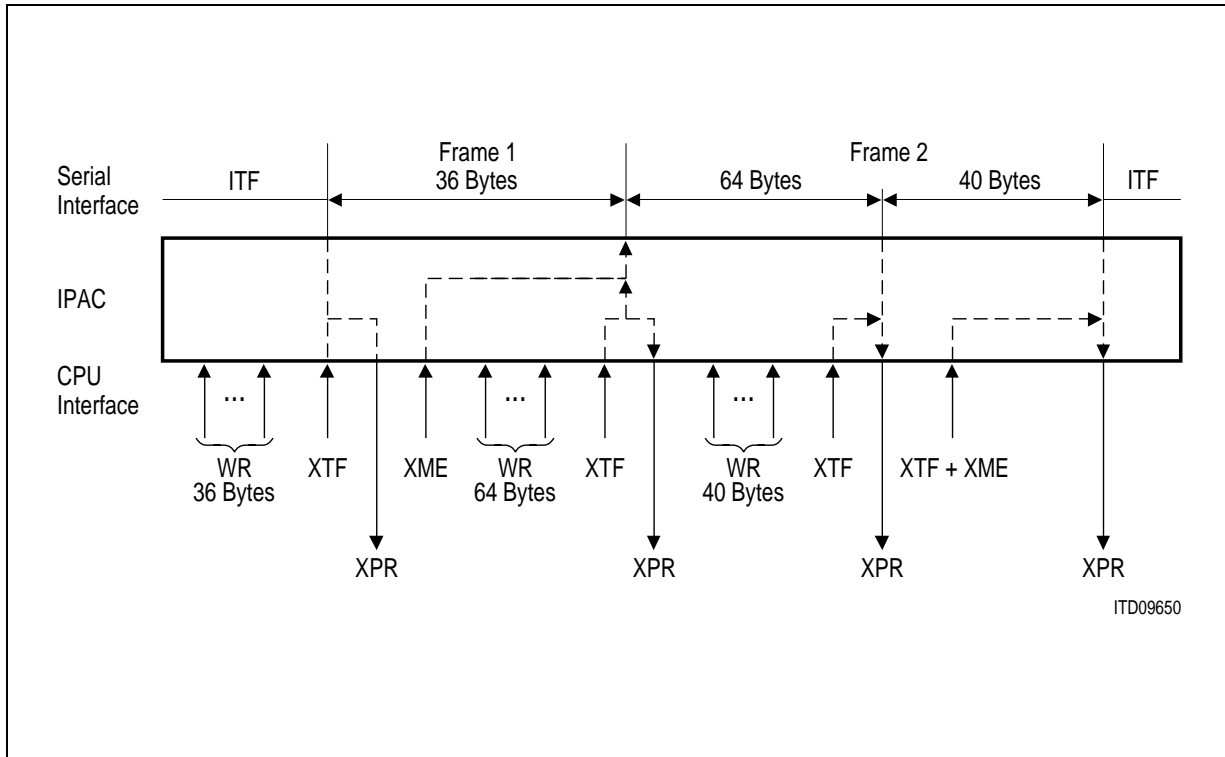 Frame 1
Frame 2
Serial
Interface
ITF
36 Bytes
64 Bytes
40 Bytes
ITF
IPAC
CPU
Interface
...
...
...
WR
36 Bytes
XTF
XME
WR
64 Bytes
XTF
WR
40 Bytes
XTF
XTF + XME
XPR
XPR
XPR
XPR
ITD09650